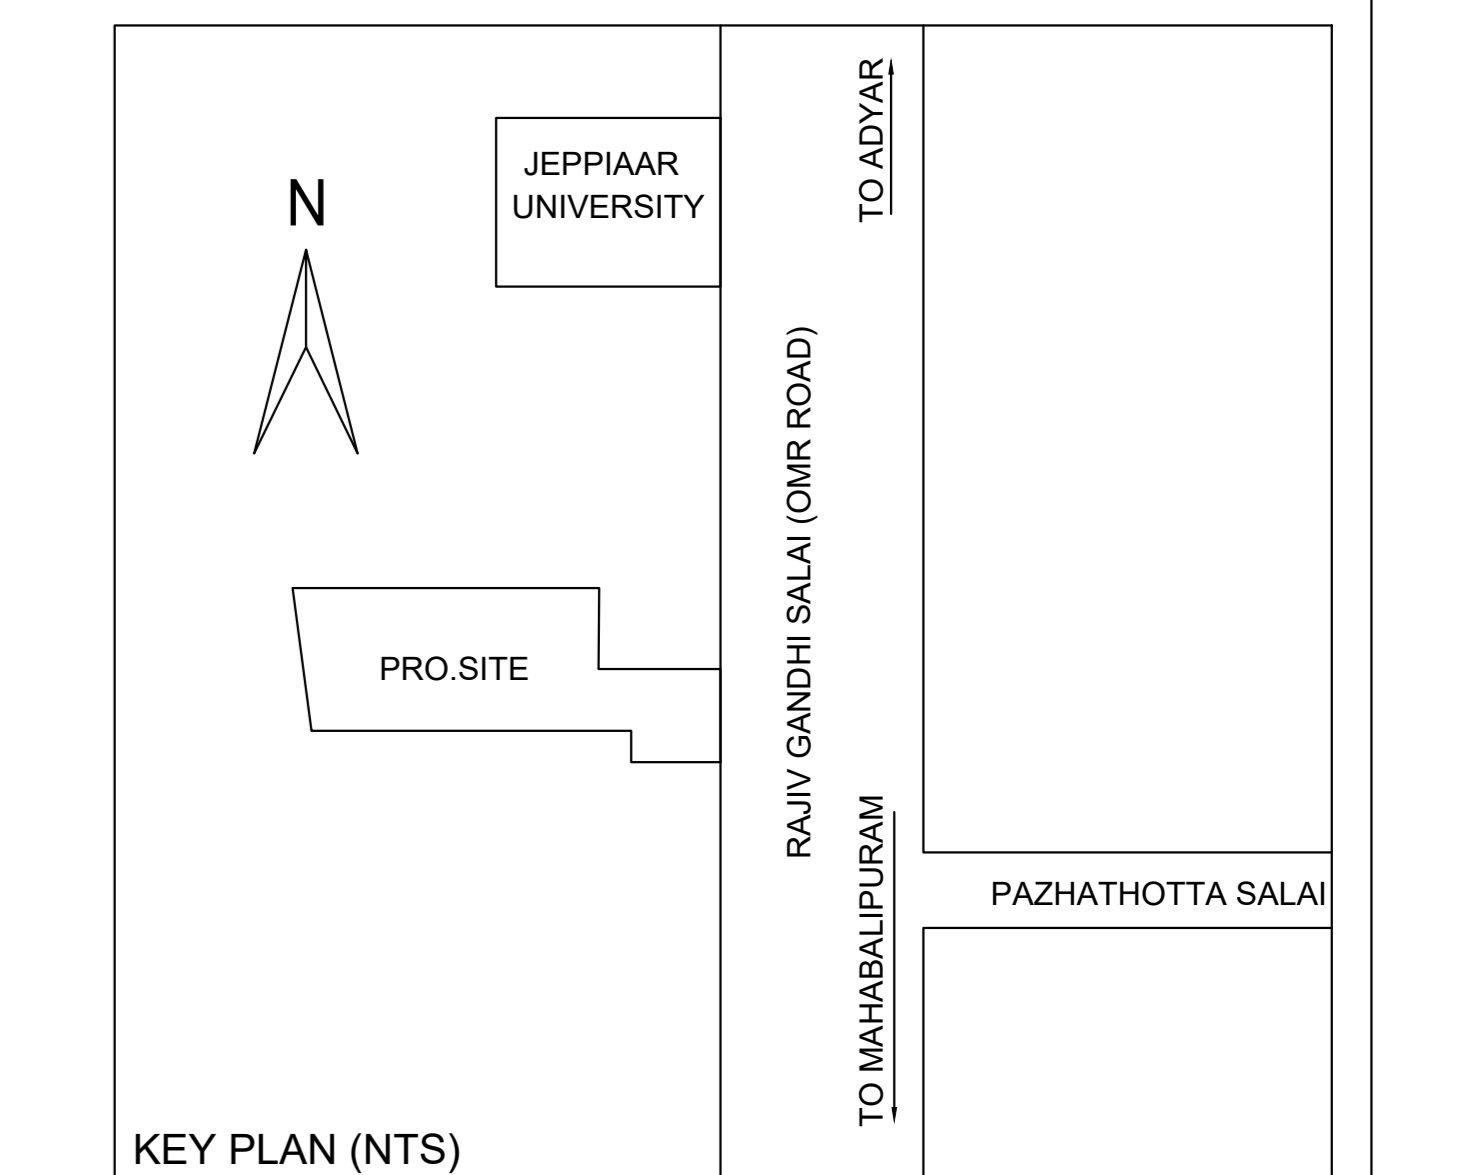 TO ADYAR
JEPPIAAR
UNIVERSITY
N
RAJIV GANDHI SALAI (OMR ROAD)
PRO.SITE
TO MAHABALIPURAM
PAZHATHOTTA SALAI
KEY PLAN (NTS)